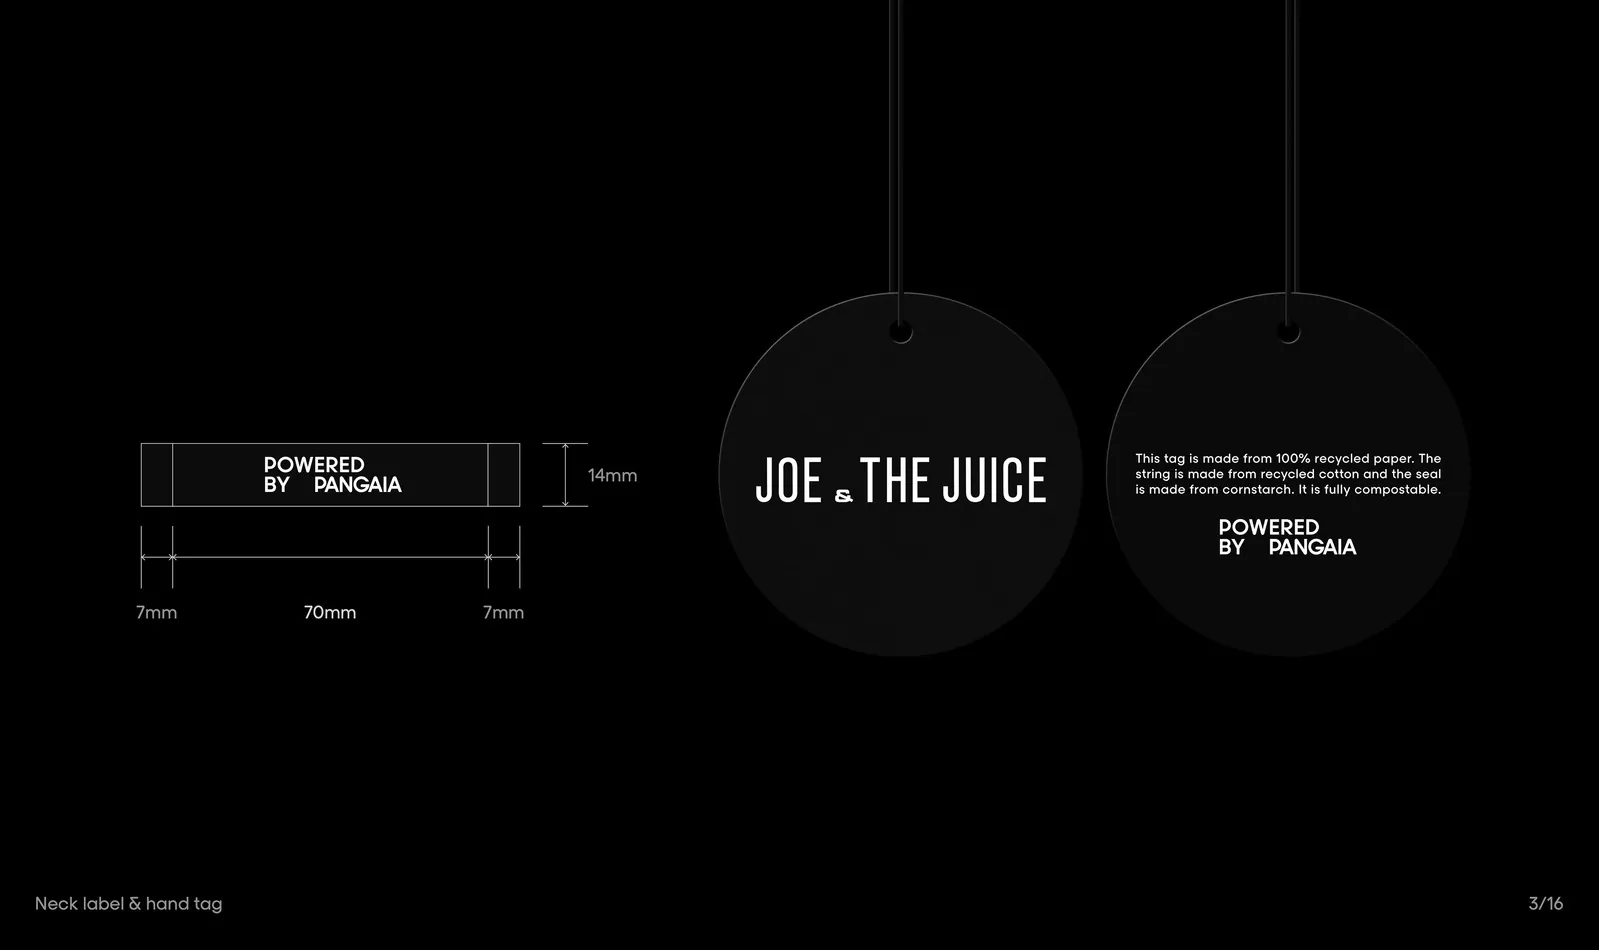 POWERED
BY PANGAIA
14mm
7mm
70mm
7mm
JOE & THE JUICE
This tag is made from 100% recycled paper. The
string is made from recycled cotton and the seal
is made from cornstarch. It is fully compostable.
POWERED
BY PANGAIA
Neck label & hand tag
3/16